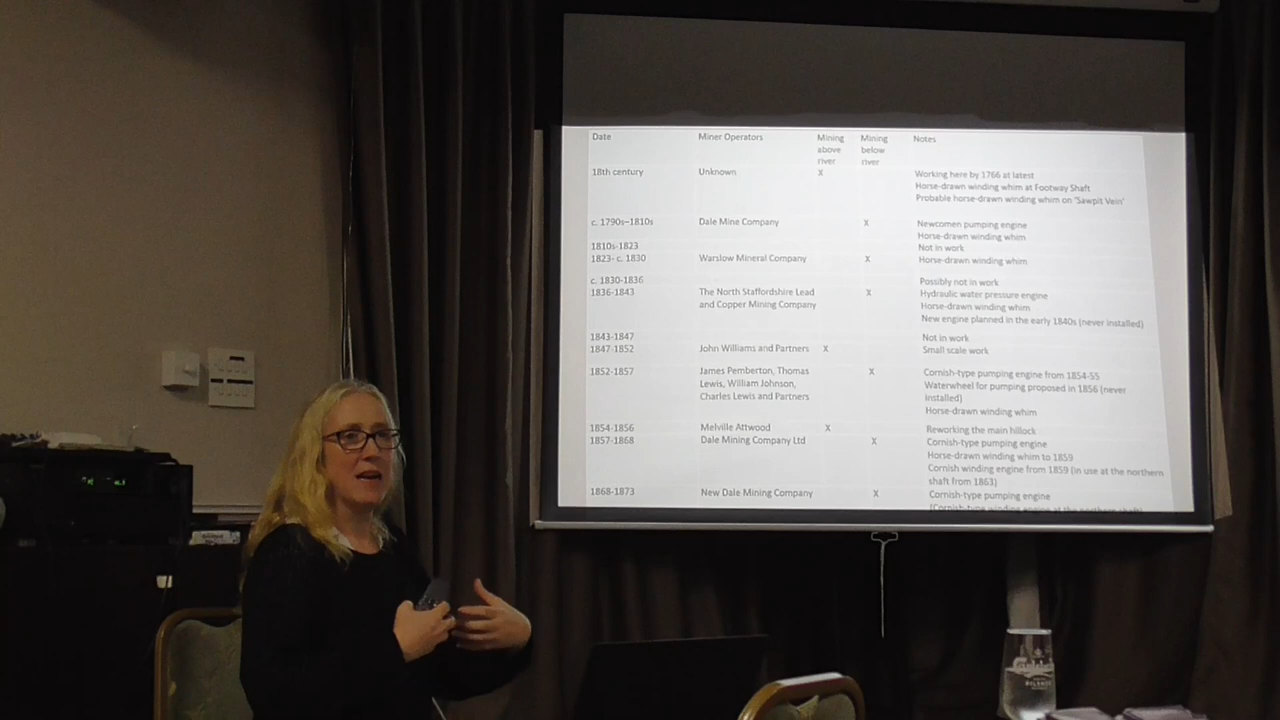 Date Miner Operators Mining above river Mining below river Notes
18th century Unknown X Working here by 1766 at latest
Horse-drawn winding whim at Footway Shaft
Probable horse-drawn winding whim on 'Sawpit Vein'
c. 1790s–1810s Dale Mine Company X Newcomen pumping engine
Horse-drawn winding whim
1810s-1823 Not in work
1823- c. 1830 Warslow Mineral Company X Horse-drawn winding whim
c. 1830-1836 Possibly not in work
1836-1843 The North Staffordshire Lead X Hydraulic water pressure engine
and Copper Mining Company Horse-drawn winding whim
New engine planned in the early 1840s (never installed)
1843-1847 Not in work
1847-1852 John Williams and Partners X Small scale work
1852-1857 James Pemberton, Thomas X Cornish-type pumping engine from 1854-55
Lewis, William Johnson, Waterwheel for pumping proposed in 1856 (never
Charles Lewis and Partners installed)
Horse-drawn winding whim
1854-1856 Melville Attwood X Reworking the main hillock
1857-1868 Dale Mining Company Ltd X Cornish-type pumping engine
Horse-drawn winding whim to 1859
Cornish winding engine from 1859 (in use at the northern
shaft from 1863)
1868-1873 New Dale Mining Company X Cornish-type pumping engine
(Cornish-type winding engine at the northern shaft)